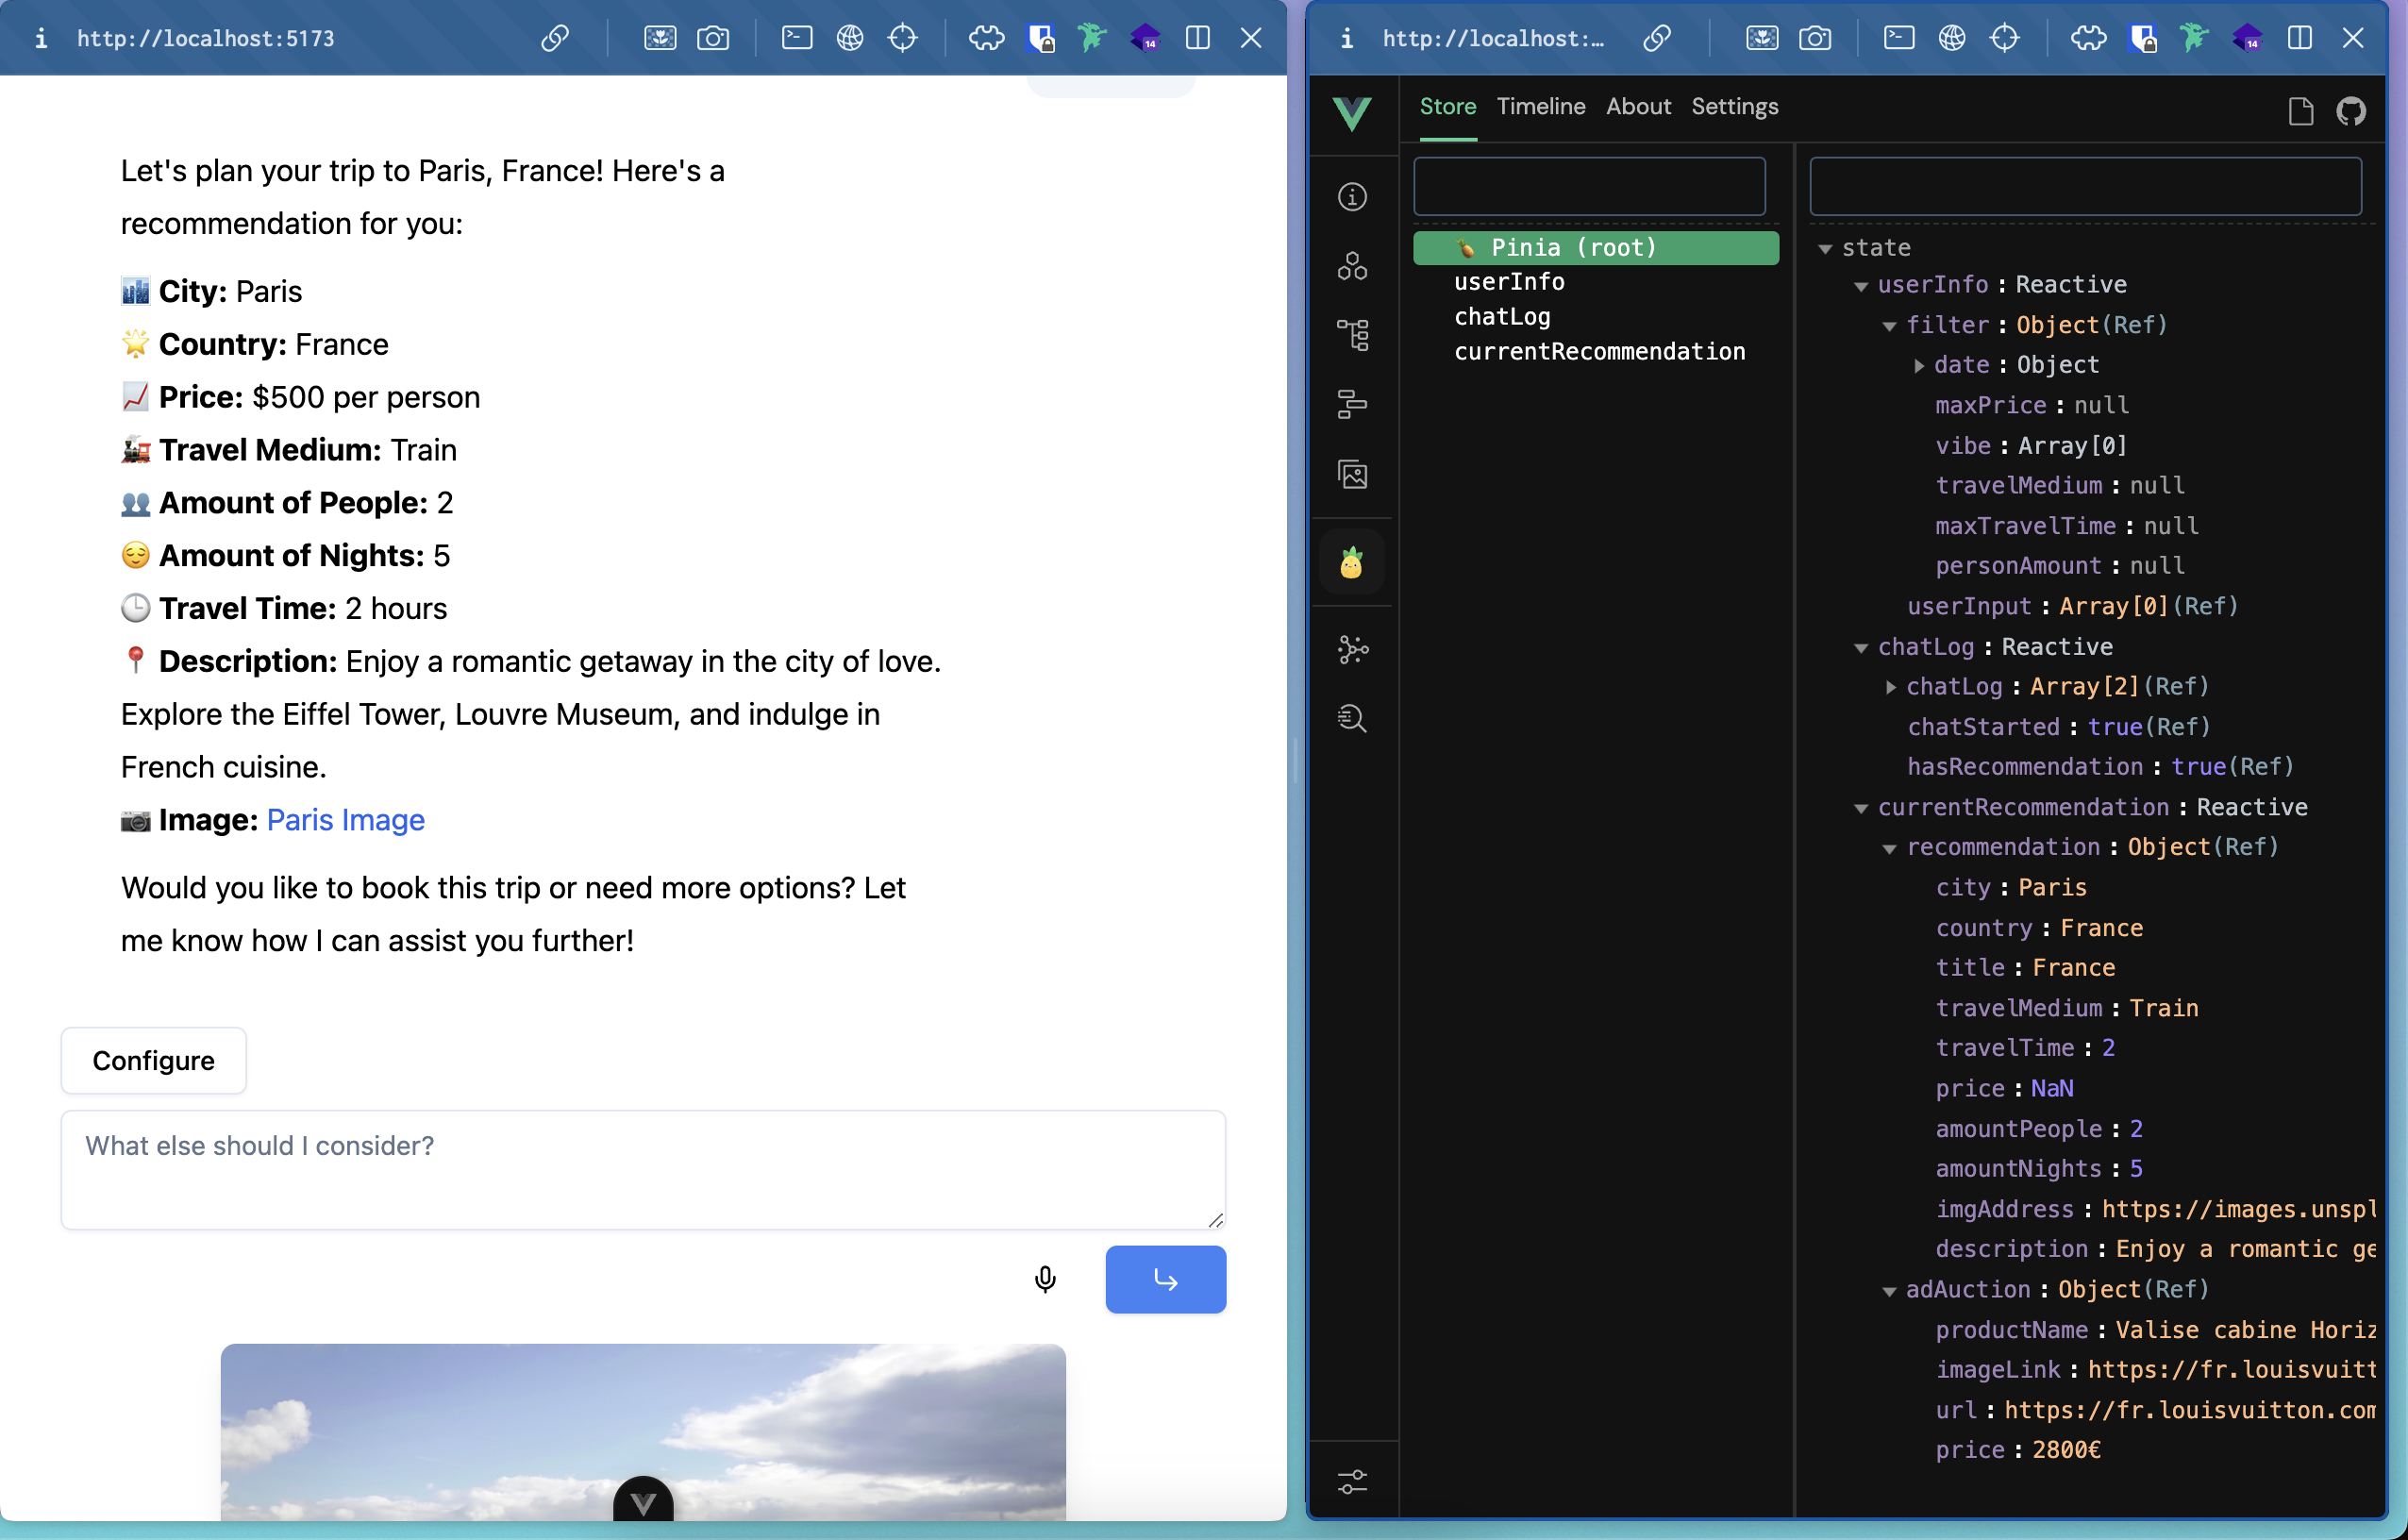 http://localhost:5173
Let's plan your trip to Paris, France! Here's a
recommendation for you:
🏙️ City: Paris
🌟 Country: France
📈 Price: $500 per person
🚂 Travel Medium: Train
👥 Amount of People: 2
😌 Amount of Nights: 5
🕒 Travel Time: 2 hours
📍 Description: Enjoy a romantic getaway in the city of love.
Explore the Eiffel Tower, Louvre Museum, and indulge in
French cuisine.
📷 Image: Paris Image
Would you like to book this trip or need more options? Let
me know how I can assist you further!
Configure
What else should I consider?
14
http://localhost:…
14
Store Timeline About Settings
🍍 Pinia (root)
userInfo
chatLog
currentRecommendation
state
userInfo : Reactive
filter : Object(Ref)
date : Object
maxPrice : null
vibe : Array[0]
travelMedium : null
maxTravelTime : null
personAmount : null
userInput : Array[0](Ref)
chatLog : Reactive
chatLog : Array[2](Ref)
chatStarted : true(Ref)
hasRecommendation : true(Ref)
currentRecommendation : Reactive
recommendation : Object(Ref)
city : Paris
country : France
title : France
travelMedium : Train
travelTime : 2
price : NaN
amountPeople : 2
amountNights : 5
imgAddress : https://images.unspl
description : Enjoy a romantic ge
adAuction : Object(Ref)
productName : Valise cabine Horiz
imageLink : https://fr.louisvuitt
url : https://fr.louisvuitton.com
price : 2800€